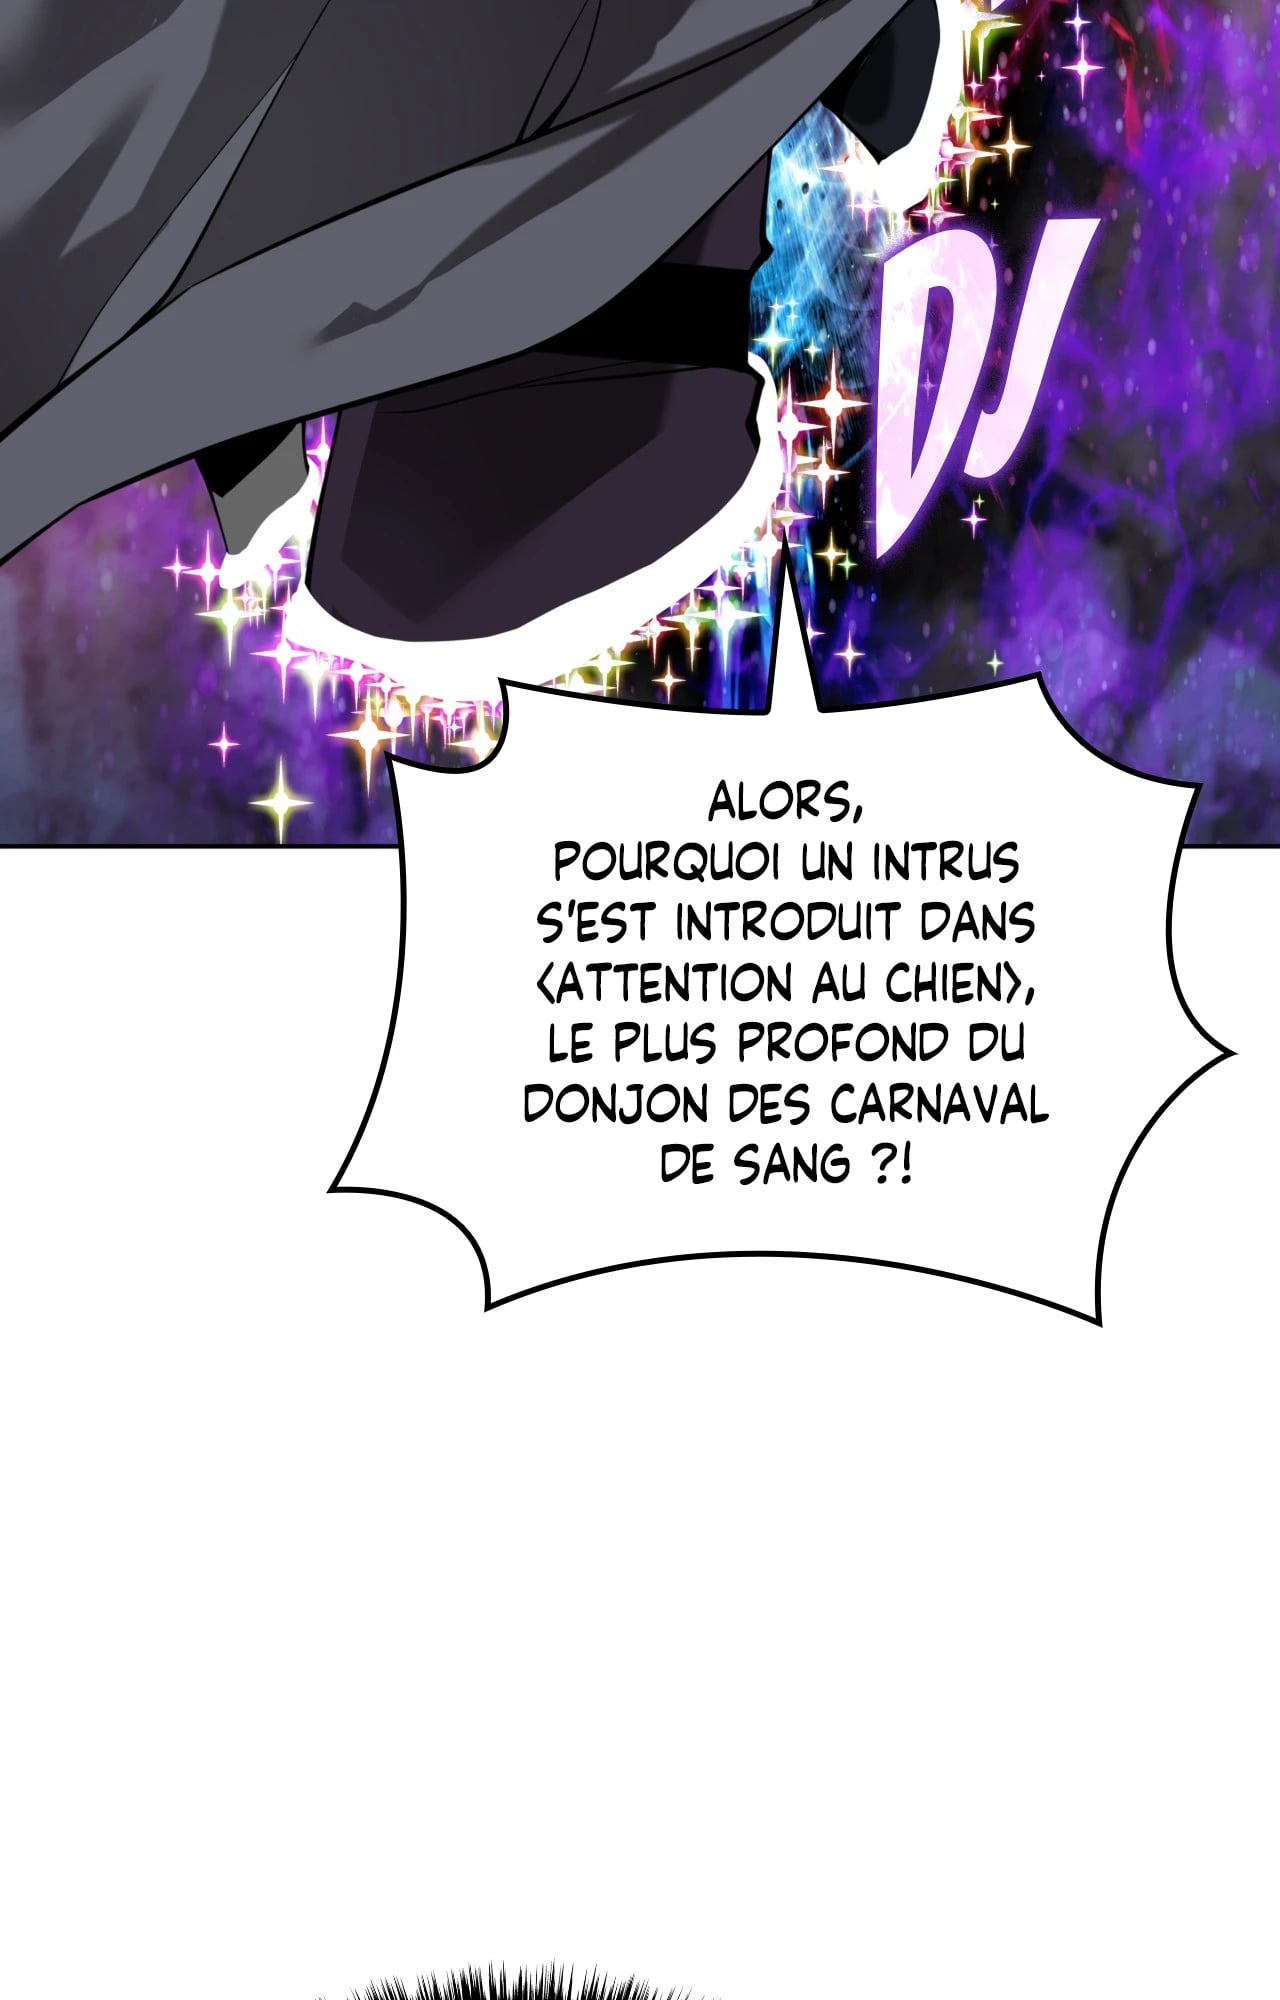 DJ
ALORS,
POURQUOI UN INTRUS
S'EST INTRODUIT DANS
<ATTENTION AU CHIEN>,
LE PLUS PROFOND DU
DONJON DES CARNAVAL
DE SANG ?!